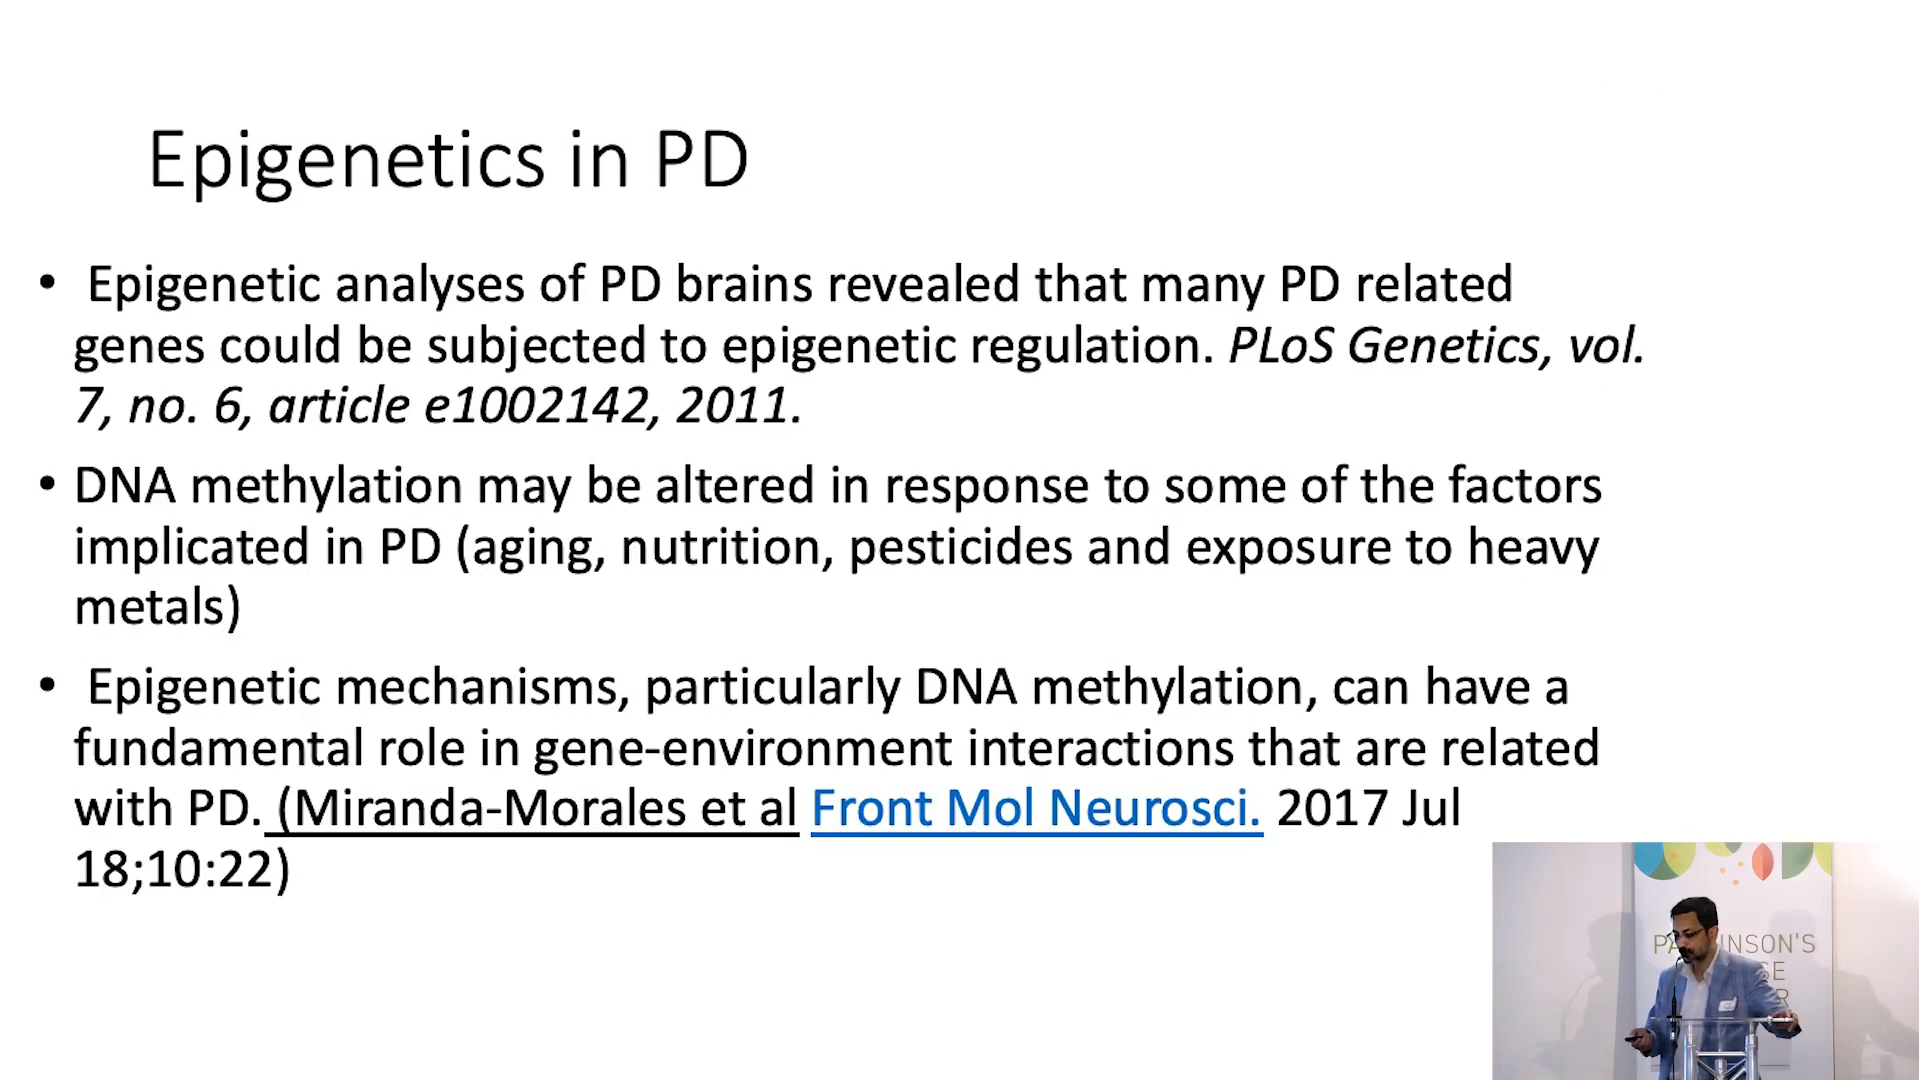 Epigenetics in PD
• Epigenetic analyses of PD brains revealed that many PD related
genes could be subjected to epigenetic regulation. PLoS Genetics, vol.
7, no. 6, article e1002142, 2011.
• DNA methylation may be altered in response to some of the factors
implicated in PD (aging, nutrition, pesticides and exposure to heavy
metals)
• Epigenetic mechanisms, particularly DNA methylation, can have a
fundamental role in gene-environment interactions that are related
with PD. (Miranda-Morales et al Front Mol Neurosci. 2017 Jul
18;10:22)